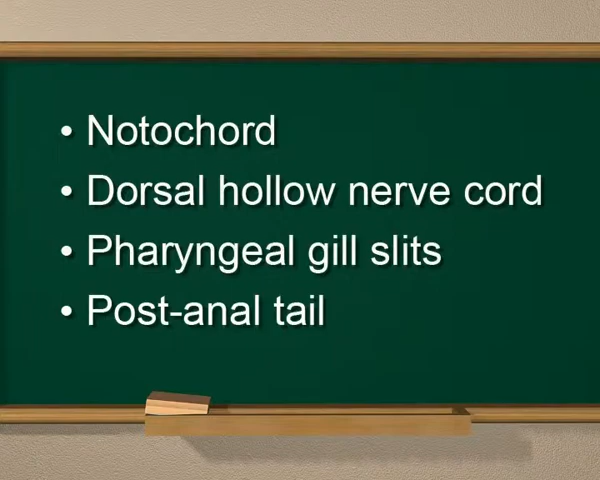 • Notochord
• Dorsal hollow nerve cord
• Pharyngeal gill slits
• Post-anal tail